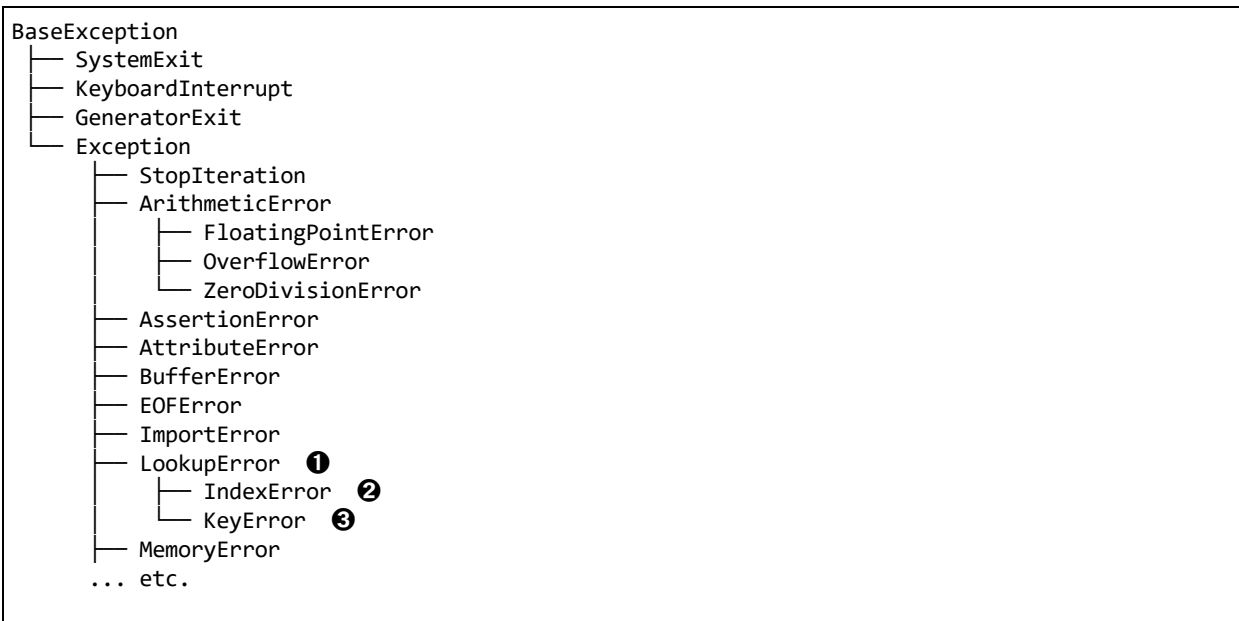 BaseException
├── SystemExit
├── KeyboardInterrupt
├── GeneratorExit
└── Exception
├── StopIteration
├── ArithmeticError
│ ├── FloatingPointError
│ ├── OverflowError
│ └── ZeroDivisionError
├── AssertionError
├── AttributeError
├── BufferError
├── EOFError
├── ImportError
├── LookupError ❶
│ ├── IndexError ❷
│ └── KeyError ❸
├── MemoryError
... etc.